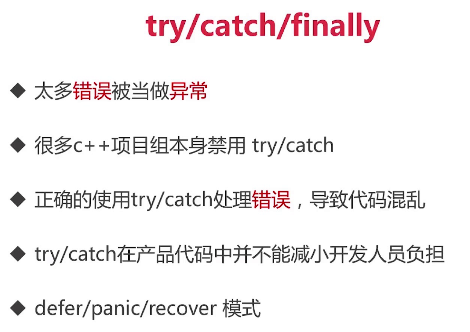 try/catch/finally
◆ 太多错误被当做异常
◆ 很多c++项目组本身禁用 try/catch
◆ 正确的使用try/catch处理错误，导致代码混乱
◆ try/catch在产品代码中并不能减小开发人员负担
◆ defer/panic/recover 模式